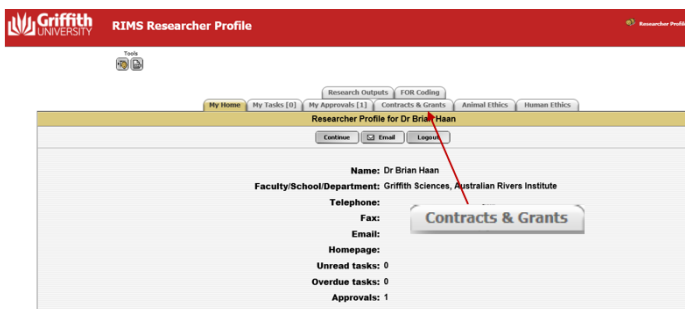 Griffith
UNIVERSITY
RIMS Researcher Profile
Researcher Profile
Tools
Research Outputs FOR Coding
My Home My Tasks [0] My Approvals [1] Contracts & Grants Animal Ethics Human Ethics
Researcher Profile for Dr Brian Haan
Continue Email Logout
Name: Dr Brian Haan
Faculty/School/Department: Griffith Sciences, Australian Rivers Institute
Telephone:
Fax:
Contracts & Grants
Email:
Homepage:
Unread tasks: 0
Overdue tasks: 0
Approvals: 1